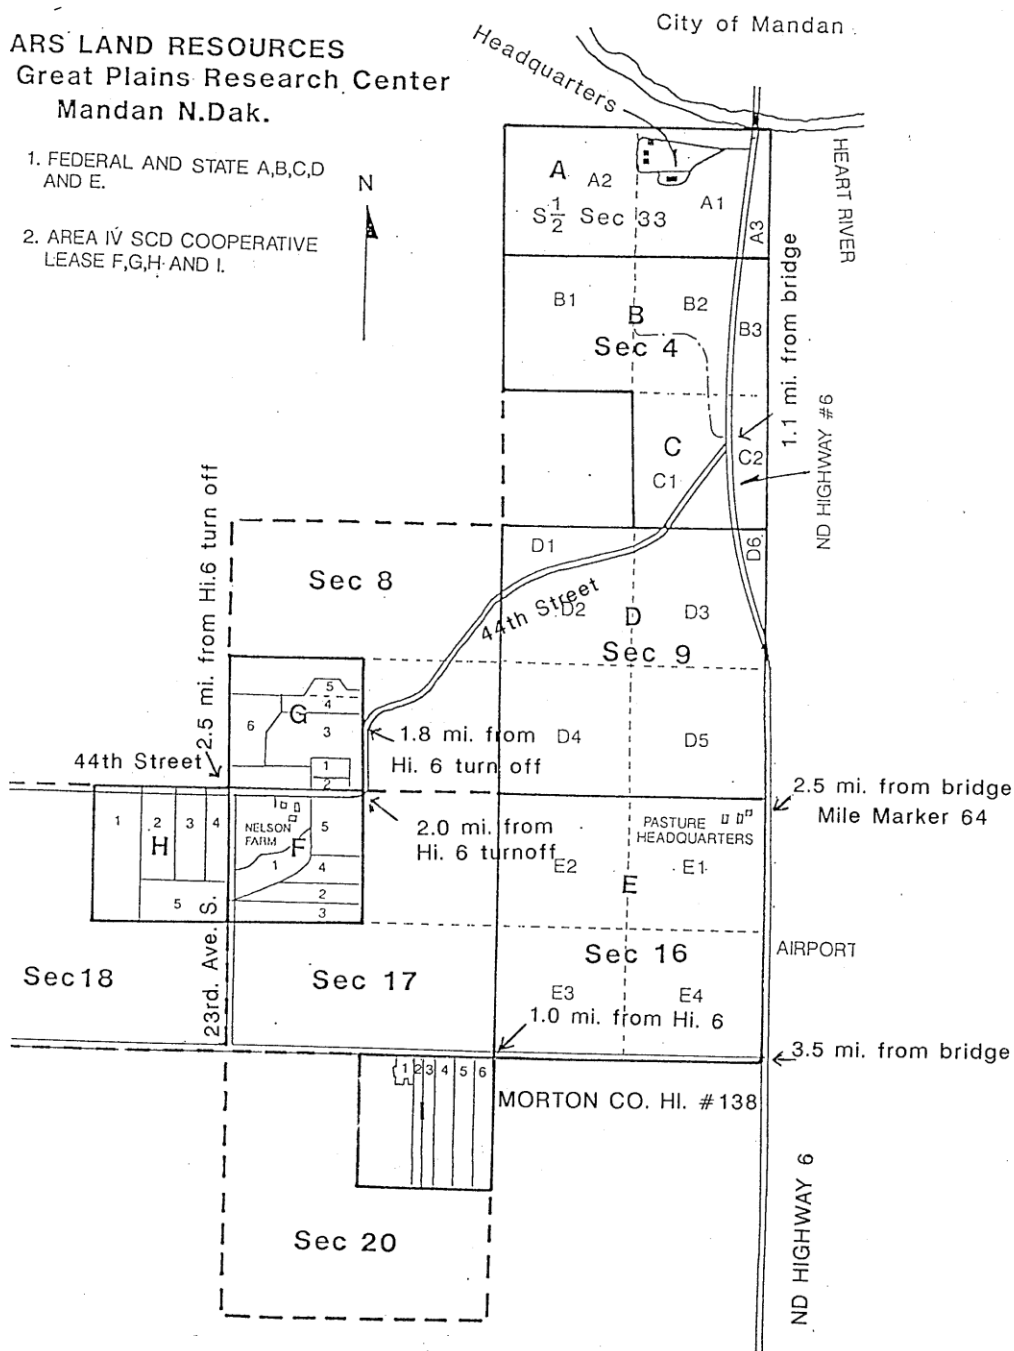 City of Mandan
ARS LAND RESOURCES
Great Plains Research Center
Mandan N.Dak.
Headquarters
1. FEDERAL AND STATE A,B,C,D
AND E.
N
2. AREA IV SCD COOPERATIVE
LEASE F,G,H AND I.
HEART RIVER
A
A2
A1
A3
S 1/2 Sec 33
B1
B
B2
B3
Sec 4
1.1 mi. from bridge
ND HIGHWAY #6
C
C1
C2
D1
D6
Sec 8
44th Street
D2
D
D3
Sec 9
2.5 mi. from Hi.6 turn off
5
4
G
6
3
1
2
1.8 mi. from
Hi. 6 turn off
D4
D5
44th Street
2.5 mi. from bridge
Mile Marker 64
1
2
3
4
H
5
NELSON
FARM
F
5
1
4
2
3
2.0 mi. from
Hi. 6 turnoff
PASTURE
HEADQUARTERS
E2
E1
E
23rd. Ave. S.
AIRPORT
Sec 16
Sec18
Sec 17
E3
E4
1.0 mi. from Hi. 6
3.5 mi. from bridge
1
2
3
4
5
6
MORTON CO. HI. #138
ND HIGHWAY 6
Sec 20